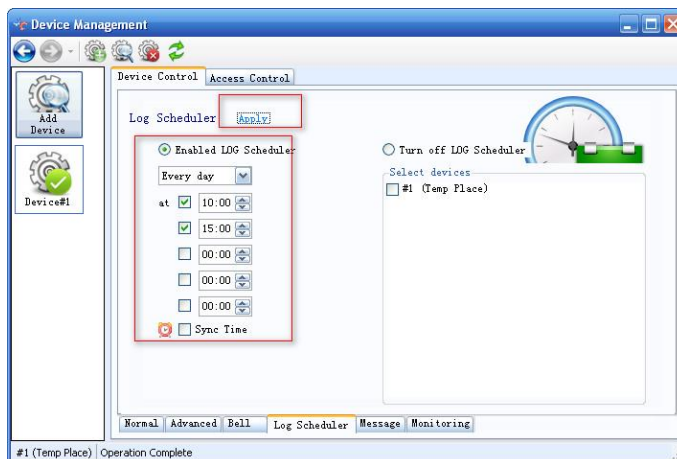 Device Management
Device Control Access Control
Add
Device
Device#1
Log Scheduler Apply
Enabled LOG Scheduler
Turn off LOG Scheduler
Every day
Select devices
#1 (Temp Place)
at 10:00
15:00
00:00
00:00
00:00
Sync Time
Normal Advanced Bell Log Scheduler Message Monitoring
#1 (Temp Place) Operation Complete